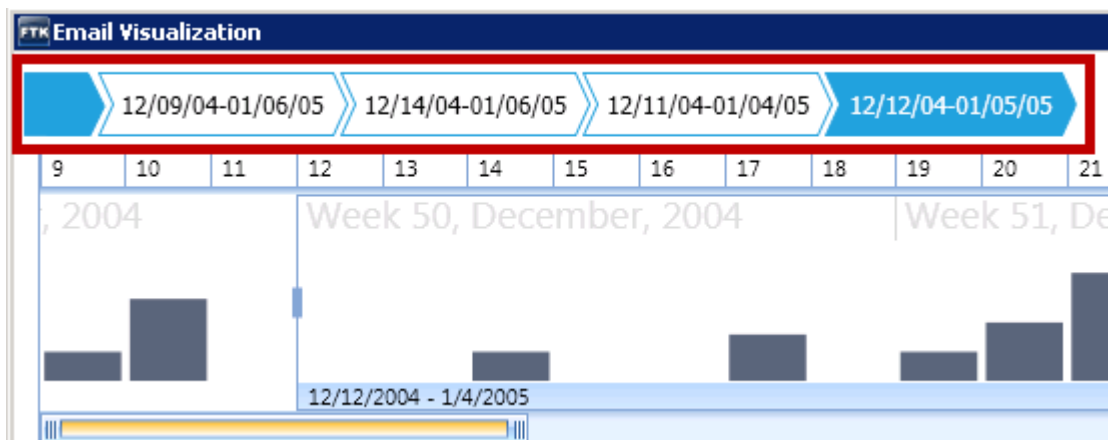 FTK Email Visualization
12/09/04-01/06/05 12/14/04-01/06/05 12/11/04-01/04/05 12/12/04-01/05/05
9 10 11 12 13 14 15 16 17 18 19 20 21
, 2004 Week 50, December, 2004 Week 51, De
12/12/2004 - 1/4/2005